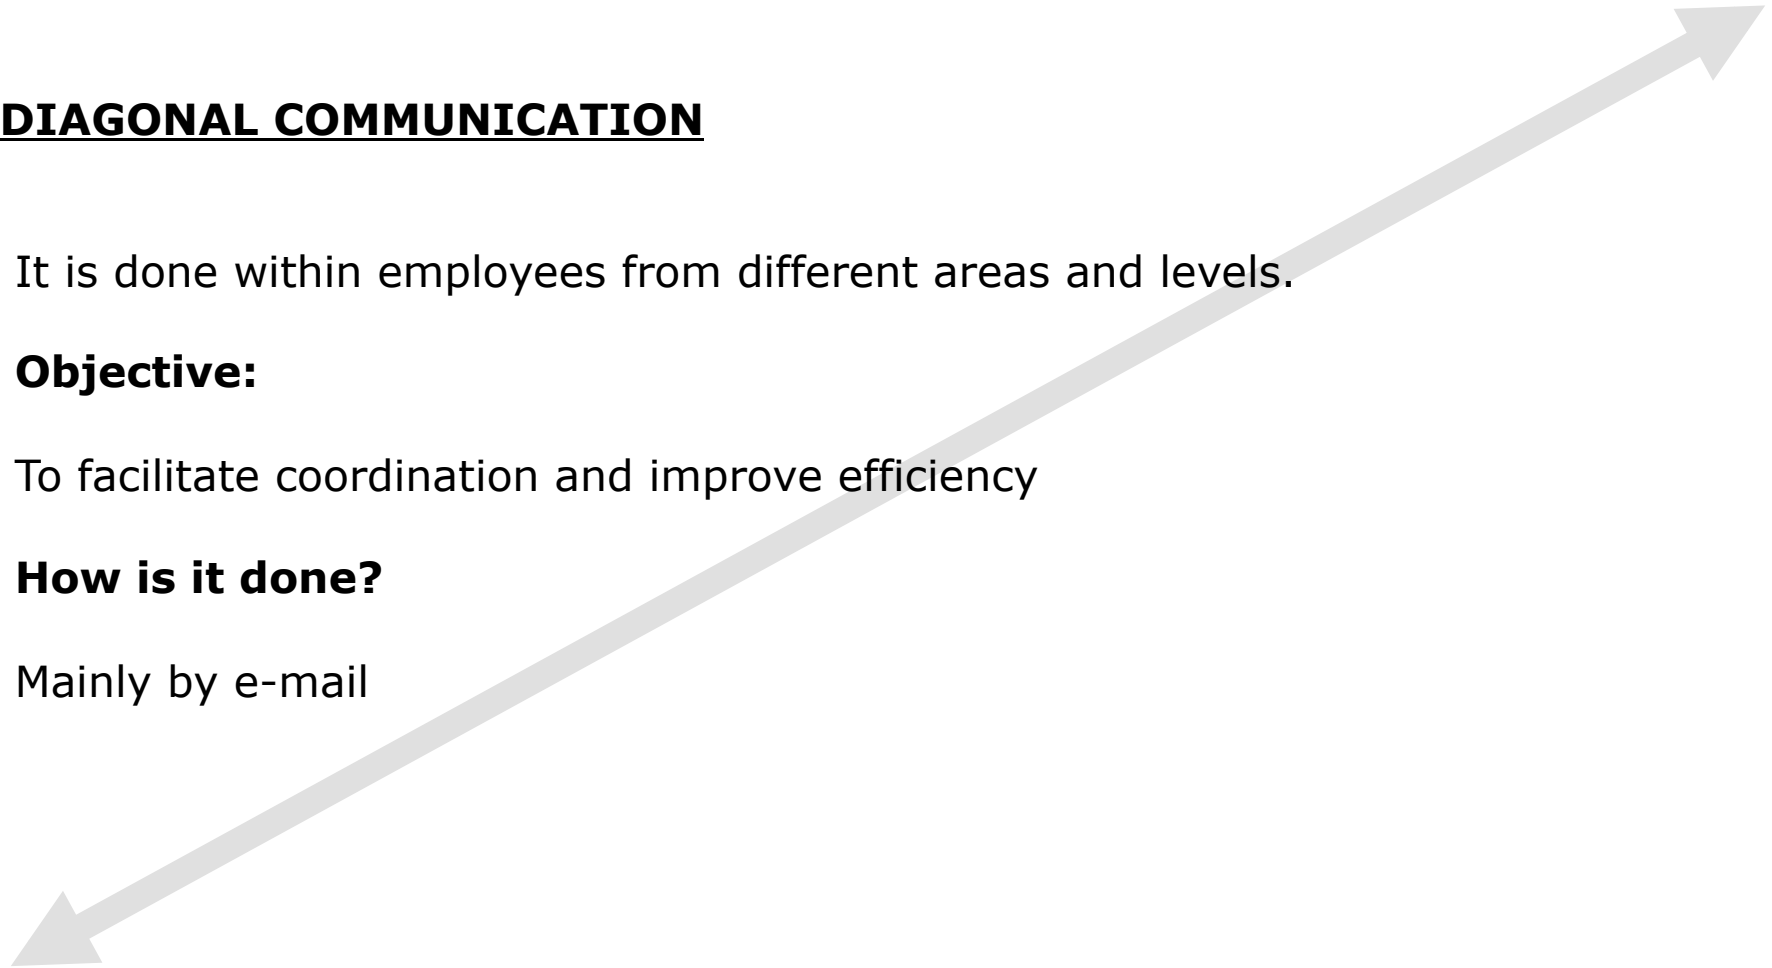 DIAGONAL COMMUNICATION
It is done within employees from different areas and levels.
Objective:
To facilitate coordination and improve efficiency
How is it done?
Mainly by e-mail